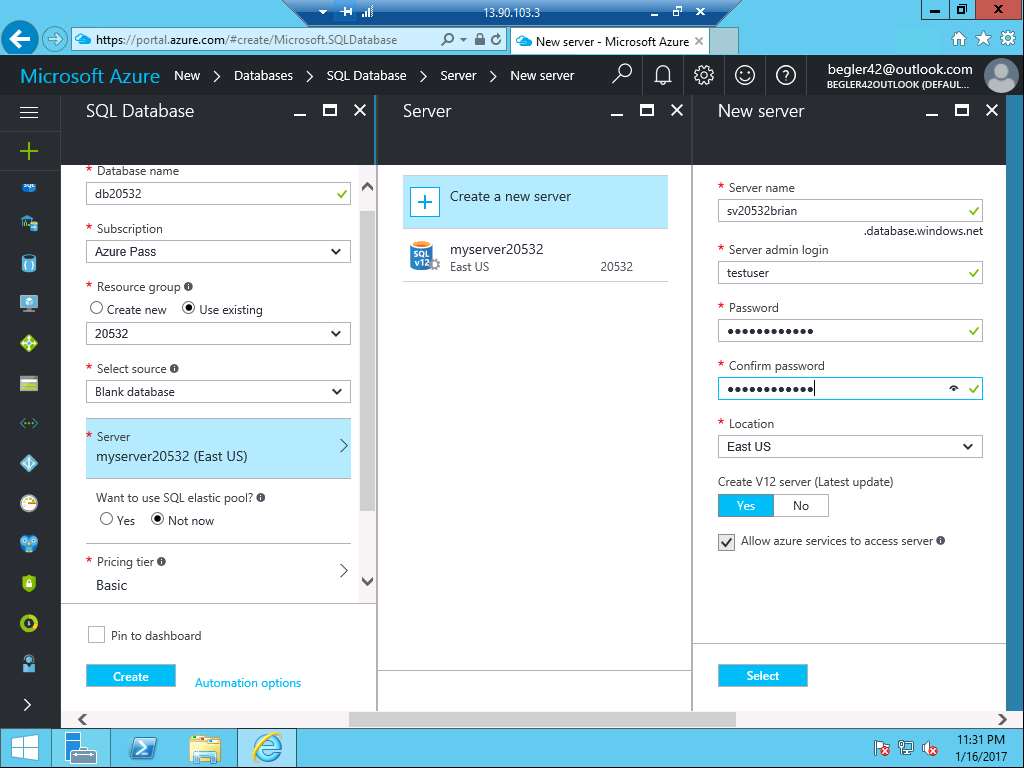 13.90.103.3
https://portal.azure.com/#create/Microsoft.SQLDatabase
New server - Microsoft Azure
Microsoft Azure New > Databases > SQL Database > Server > New server
begler42@outlook.com
BEGLER42OUTLOOK (DEFAUL...
SQL Database
* Database name
db20532
* Subscription
Azure Pass
* Resource group
Create new
Use existing
20532
* Select source
Blank database
* Server
myserver20532 (East US)
Want to use SQL elastic pool?
Yes
Not now
* Pricing tier
Basic
Pin to dashboard
Create
Automation options
Server
Create a new server
SQL
v12
myserver20532
East US
20532
New server
* Server name
sv20532brian
.database.windows.net
* Server admin login
testuser
* Password
●●●●●●●●●●●●
* Confirm password
●●●●●●●●●●●●
* Location
East US
Create V12 server (Latest update)
Yes
No
Allow azure services to access server
Select
SQL
11:31 PM
1/16/2017